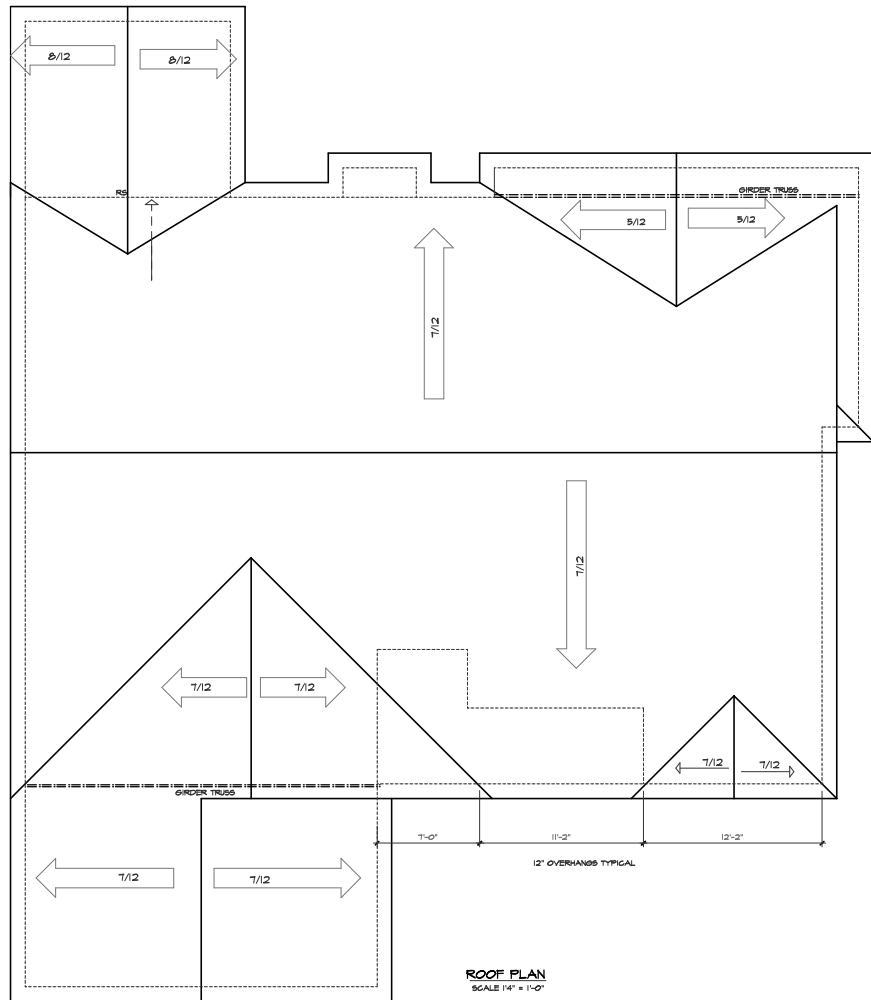 8/12
8/12
RS
GIRDER TRUSS
5/12
5/12
7/12
7/12
7/12
7/12
7/12
7/12
GIRDER TRUSS
7'-0"
11'-2"
12'-2"
12" OVERHANGS TYPICAL
7/12
7/12
ROOF PLAN
SCALE 1'4" = 1'-0"